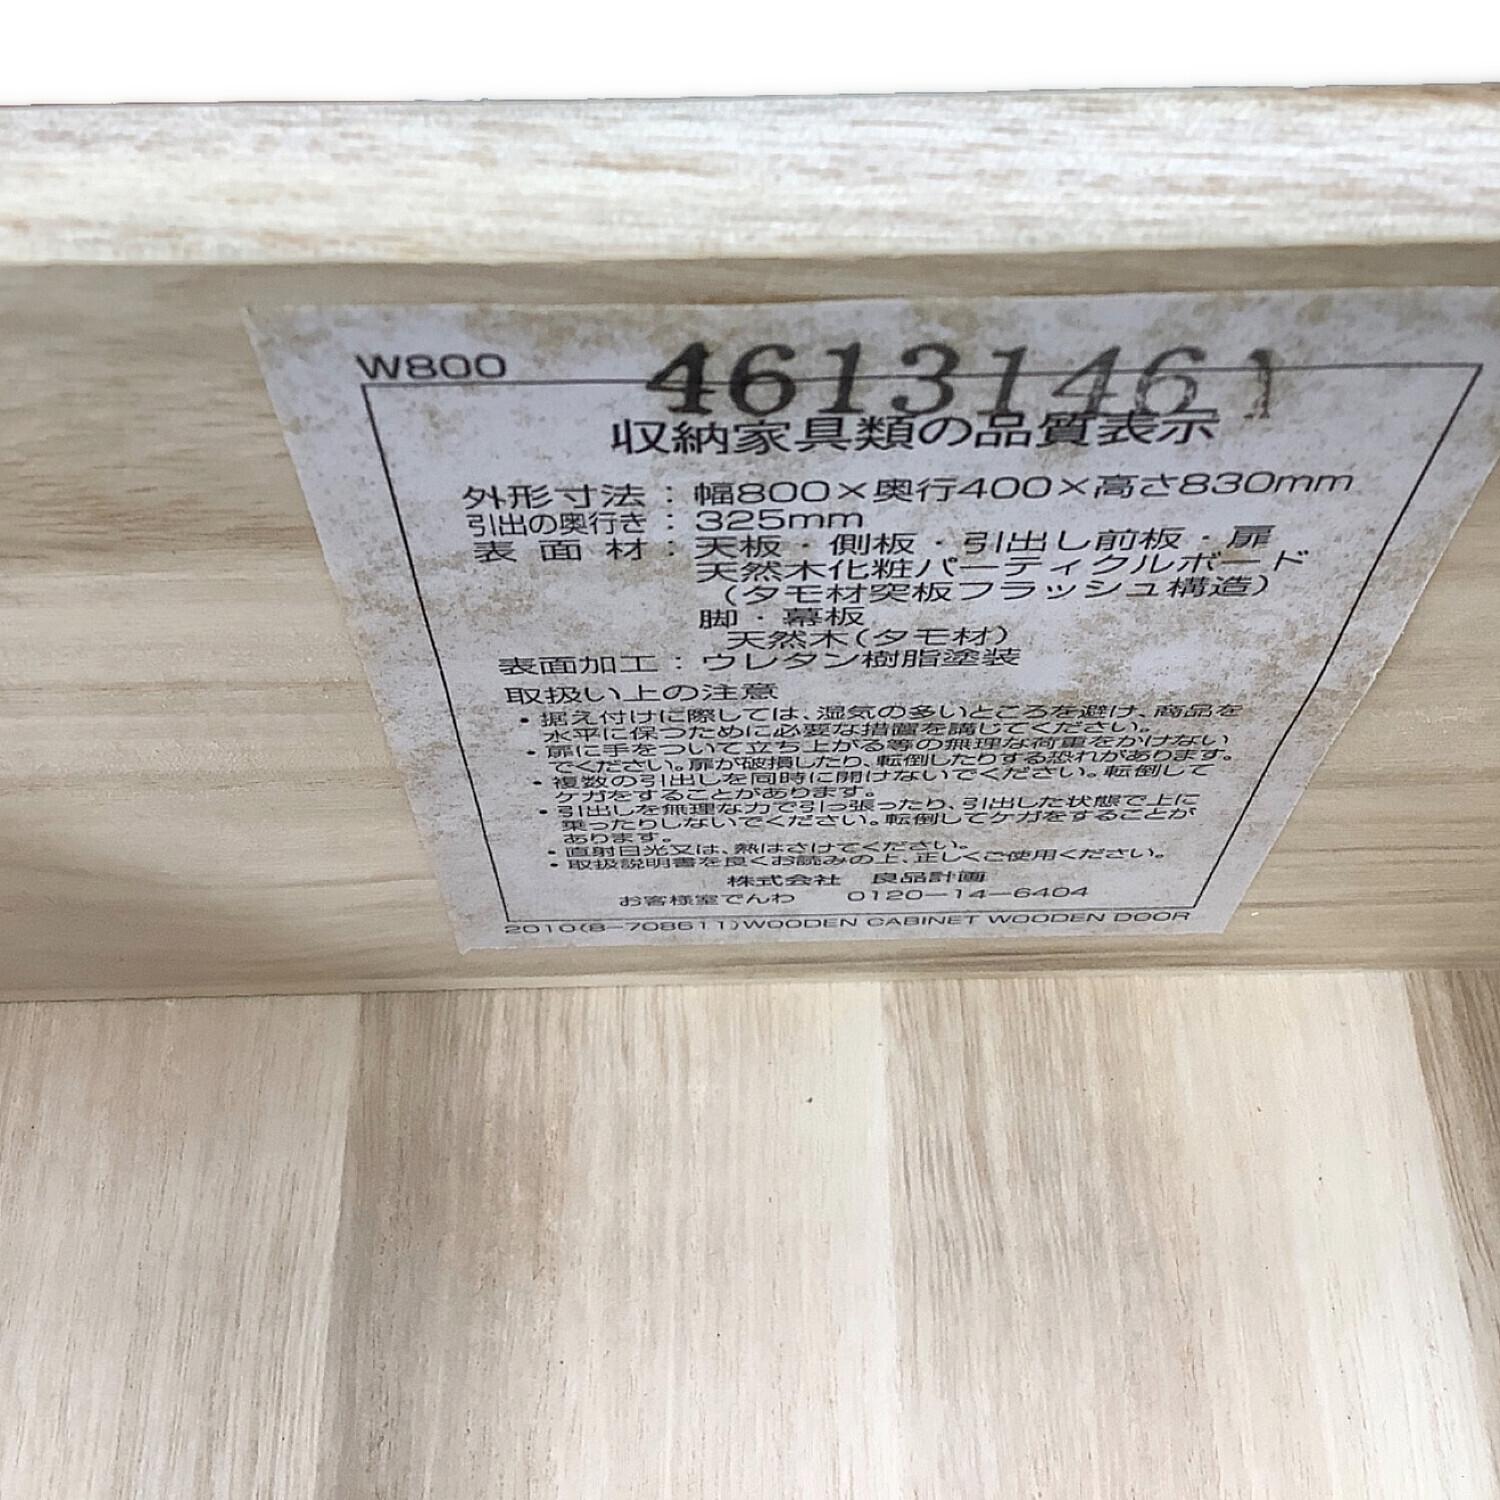 W800
46131461
収納家具類の品質表示
外形寸法：幅800×奥行400×高さ830mm
引出の奥行き：325mm
表面材：天板・側板・引出し前板・扉
天然木化粧パーティクルボード
（タモ材突板フラッシュ構造）
脚・幕板
天然木（タモ材）
表面加工：ウレタン樹脂塗装
取扱い上の注意
・据え付けに際しては、湿気の多いところを避け、商品を
水平に保つために必要な措置を講じてください。
・扉に手をついて立ち上がる等の無理な荷重をかけない
でください。扉が破損したり、転倒したりする恐れがあります。
・複数の引出しを同時に開けないでください。転倒して
ケガをすることがあります。
・引出しを無理な力で引っ張ったり、引出した状態で上に
乗ったりしないでください。転倒してケガをすることが
あります。
・直射日光又は、熱はさけてください。
・取扱説明書を良くお読みの上、正しくご使用ください。
株式会社 良品計画
お客様室でんわ 0120-14-6404
2010(8-708611)WOODEN CABINET WOODEN DOOR